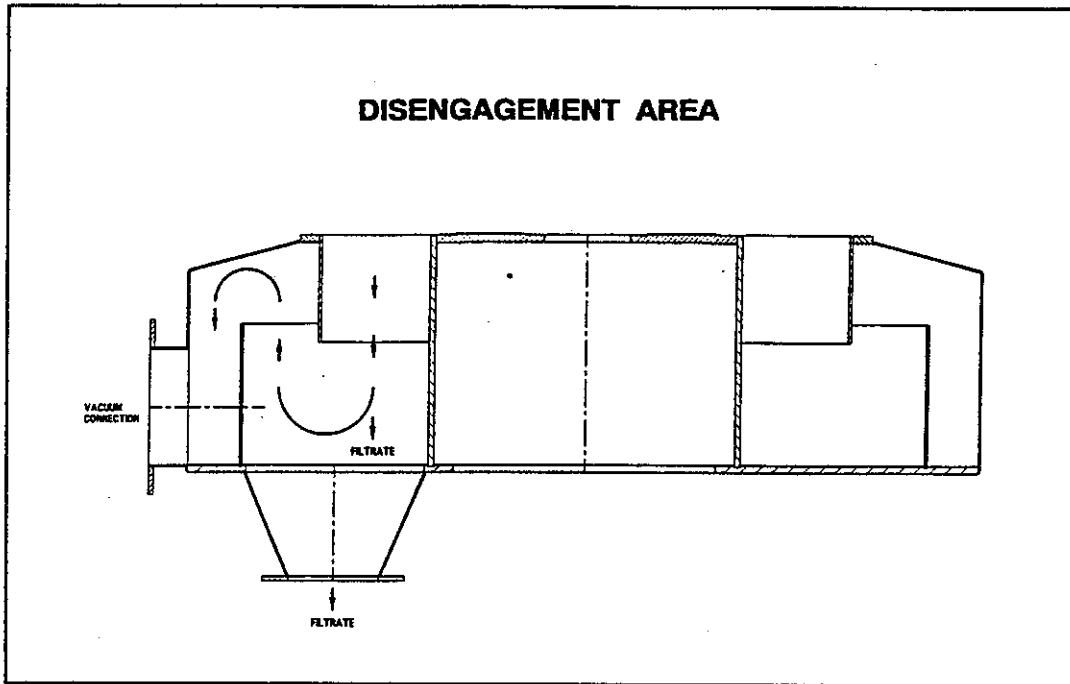 DISENGAGEMENT AREA
VACUUM
CONNECTION
FILTRATE
FILTRATE